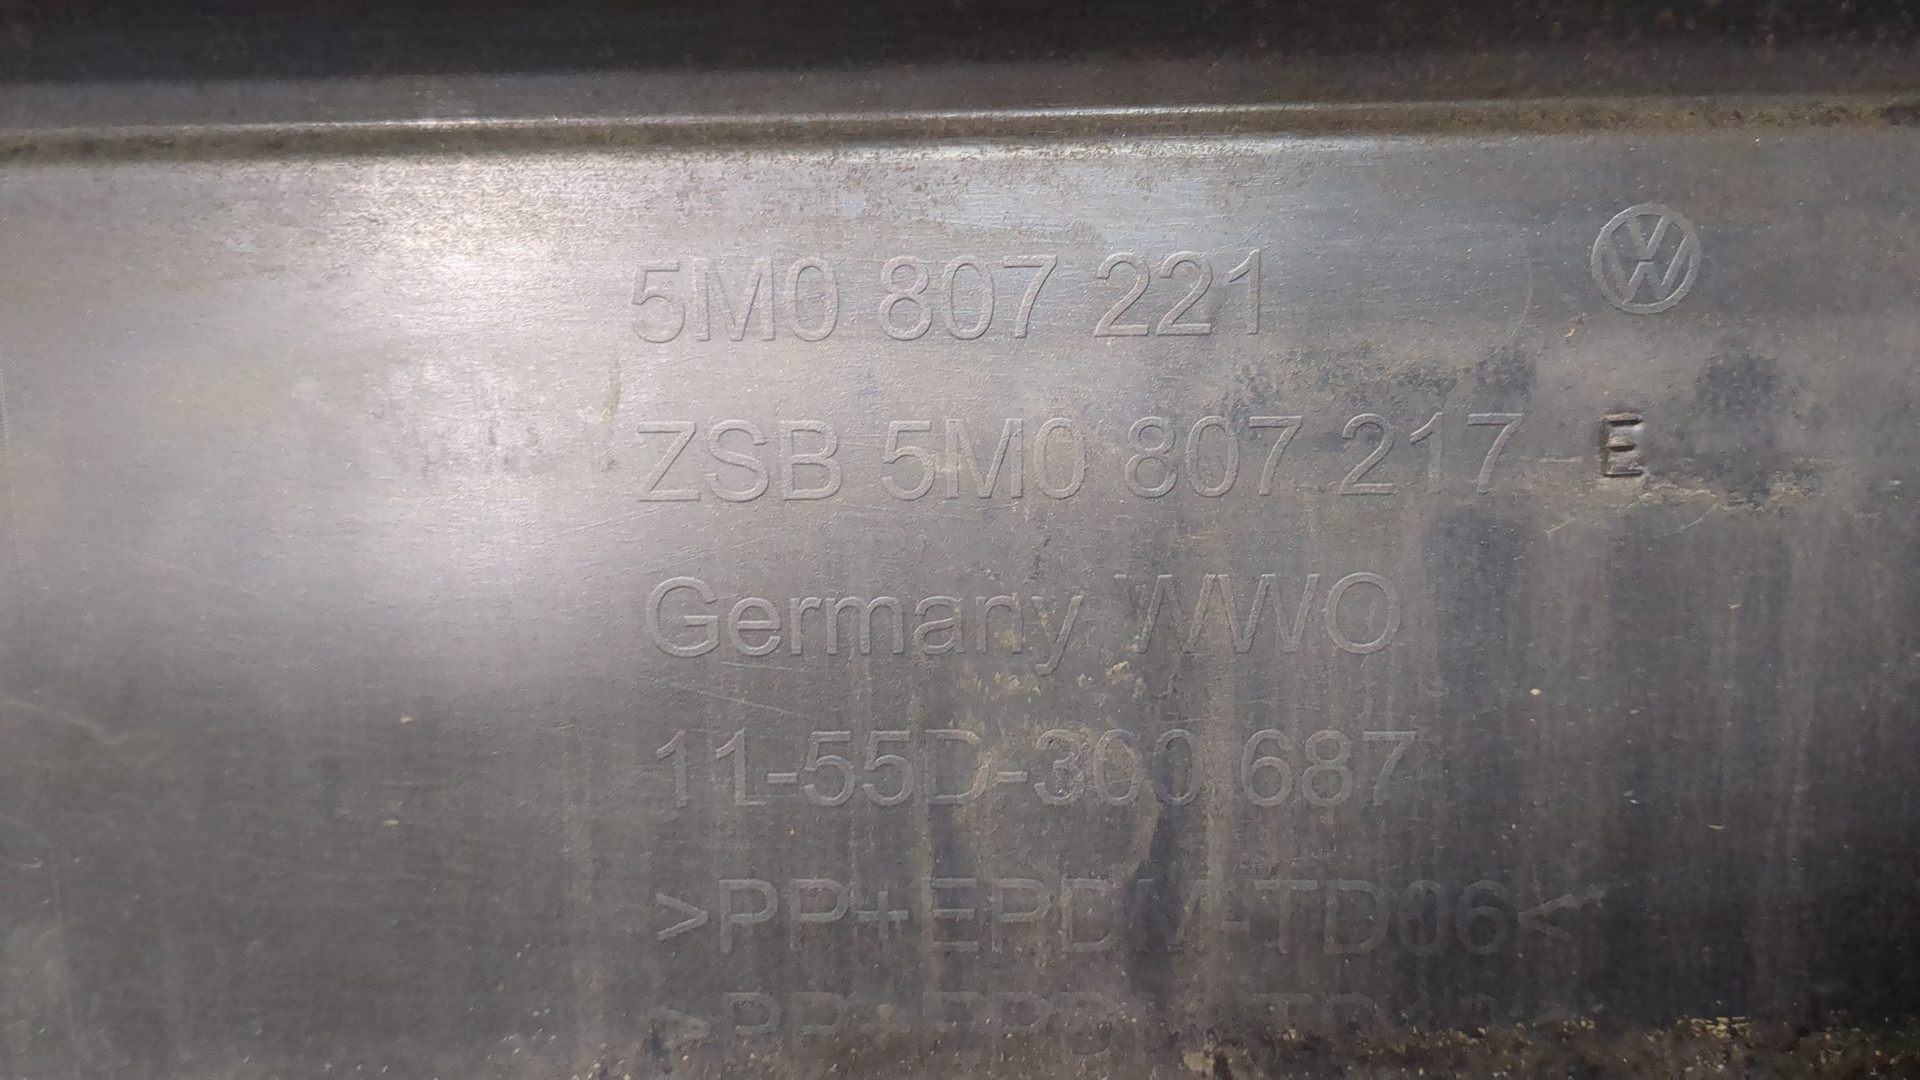 5M0 807 221
ZSB 5M0 807 217 E
Germany WWO
11-55D-300 687
>PP+EPDM-TD06<